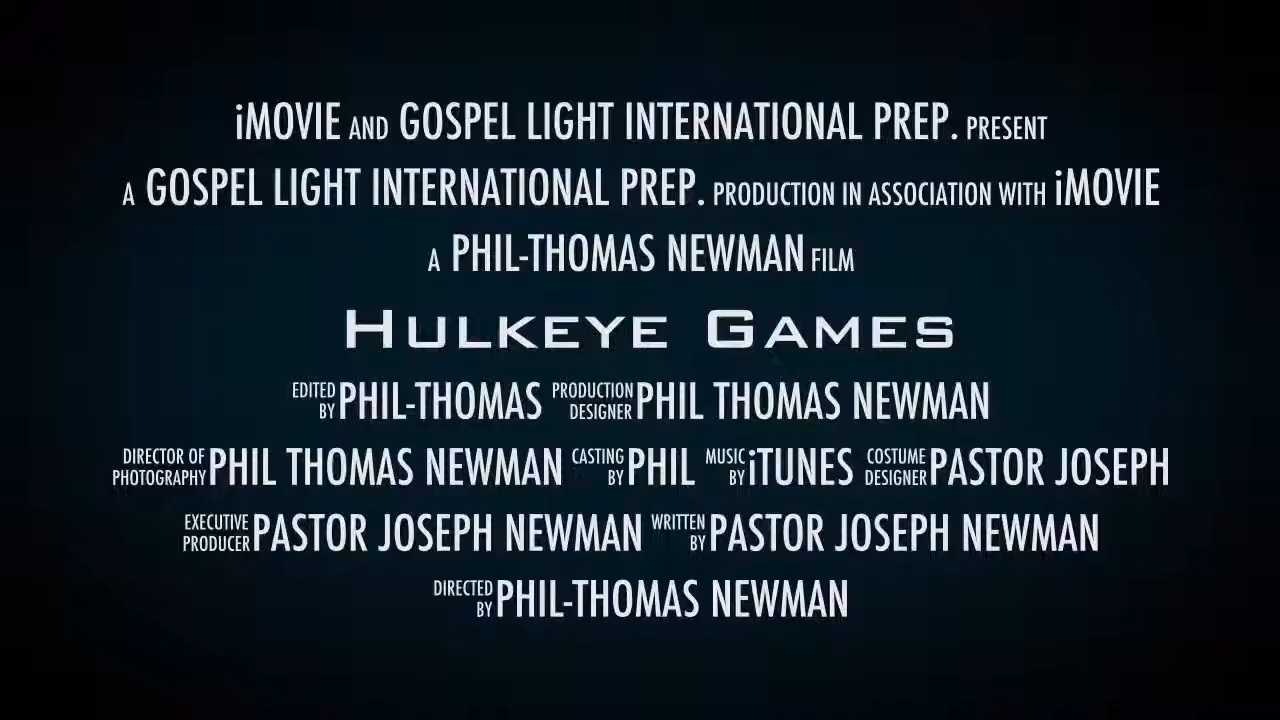 iMOVIE AND GOSPEL LIGHT INTERNATIONAL PREP. PRESENT
A GOSPEL LIGHT INTERNATIONAL PREP. PRODUCTION IN ASSOCIATION WITH iMOVIE
A PHIL-THOMAS NEWMAN FILM
HULKEYE GAMES
EDITED BY PHIL-THOMAS PRODUCTION DESIGNER PHIL THOMAS NEWMAN
DIRECTOR OF PHOTOGRAPHY PHIL THOMAS NEWMAN CASTING BY PHIL MUSIC BY iTUNES COSTUME DESIGNER PASTOR JOSEPH
EXECUTIVE PRODUCER PASTOR JOSEPH NEWMAN WRITTEN BY PASTOR JOSEPH NEWMAN
DIRECTED BY PHIL-THOMAS NEWMAN